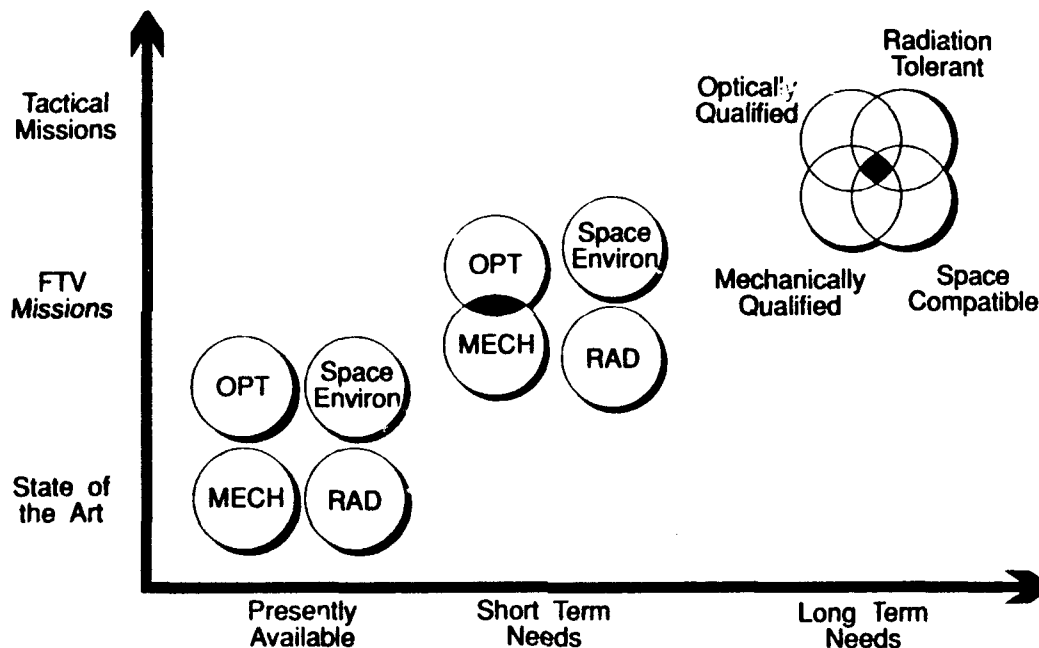 Tactical
Missions
FTV
Missions
State of
the Art
OPT
Space
Environ
MECH
RAD
OPT
Space
Environ
MECH
RAD
Optically
Qualified
Radiation
Tolerant
Mechanically
Qualified
Space
Compatible
Presently
Available
Short Term
Needs
Long Term
Needs